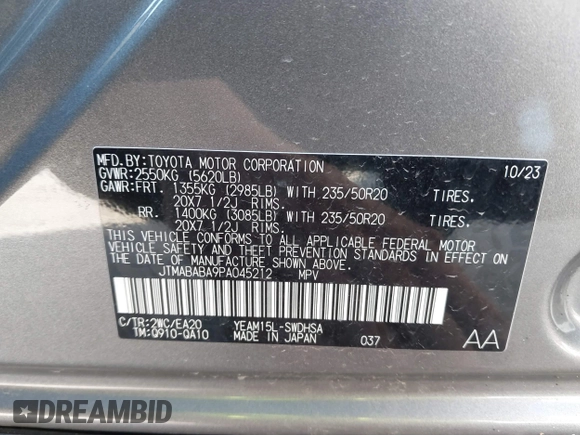 MFD.BY:TOYOTA MOTOR CORPORATION 10/23
GVWR:2550KG (5620LB)
GAWR:FRT. 1355KG (2985LB) WITH 235/50R20 TIRES.
20X7 1/2J RIMS.
RR. 1400KG (3085LB) WITH 235/50R20 TIRES.
20X7 1/2J RIMS.
THIS VEHICLE CONFORMS TO ALL APPLICABLE FEDERAL MOTOR
VEHICLE SAFETY AND THEFT PREVENTION STANDARDS IN EFFECT ON
THE DATE OF MANUFACTURE SHOWN ABOVE.
JTMABABA9PA045212 MPV
C/TR:2WC/EA20 YEAM15L-SWDHSA
TM:Q910-QA10 MADE IN JAPAN 037 AA
DREAMBID